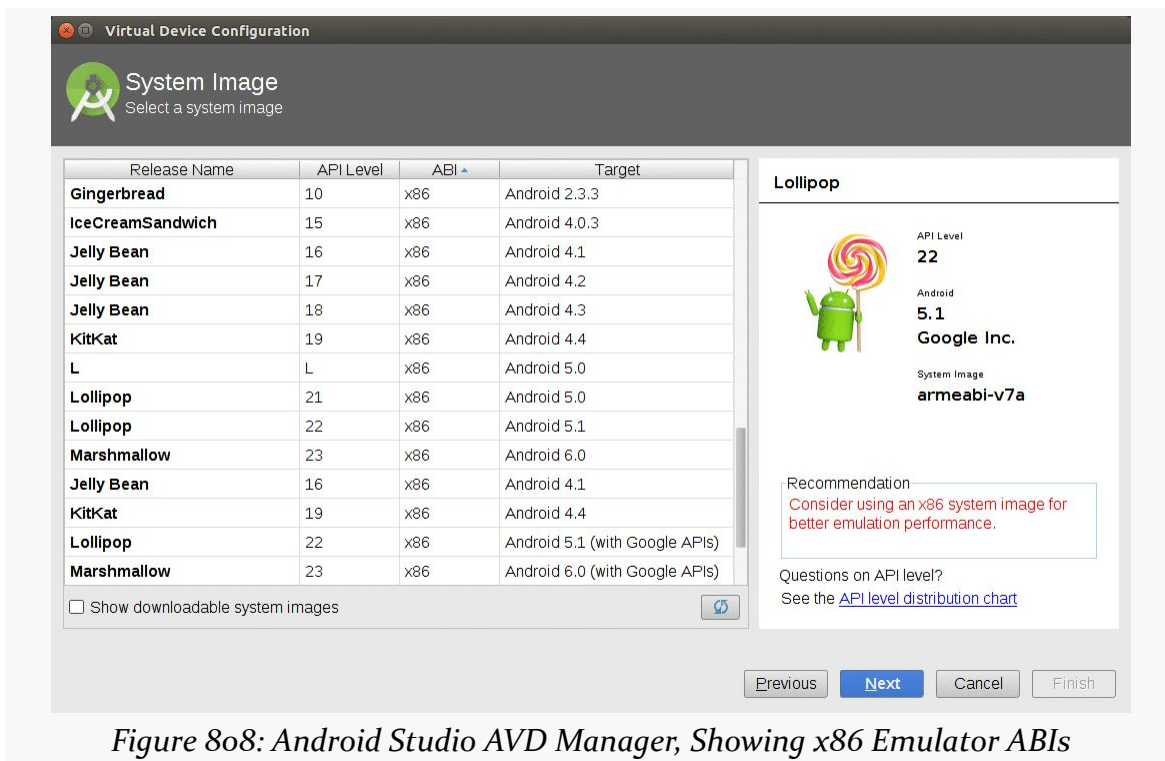 Virtual Device Configuration
System Image
Select a system image
Release Name API Level ABI Target
Gingerbread 10 x86 Android 2.3.3
IceCreamSandwich 15 x86 Android 4.0.3
Jelly Bean 16 x86 Android 4.1
Jelly Bean 17 x86 Android 4.2
Jelly Bean 18 x86 Android 4.3
KitKat 19 x86 Android 4.4
L L x86 Android 5.0
Lollipop 21 x86 Android 5.0
Lollipop 22 x86 Android 5.1
Marshmallow 23 x86 Android 6.0
Jelly Bean 16 x86 Android 4.1
KitKat 19 x86 Android 4.4
Lollipop 22 x86 Android 5.1 (with Google APIs)
Marshmallow 23 x86 Android 6.0 (with Google APIs)
Show downloadable system images
Lollipop
API Level
22
Android
5.1
Google Inc.
System Image
armeabi-v7a
Recommendation
Consider using an x86 system image for
better emulation performance.
Questions on API level?
See the API level distribution chart
Previous Next Cancel Finish
Figure 808: Android Studio AVD Manager, Showing x86 Emulator ABIs